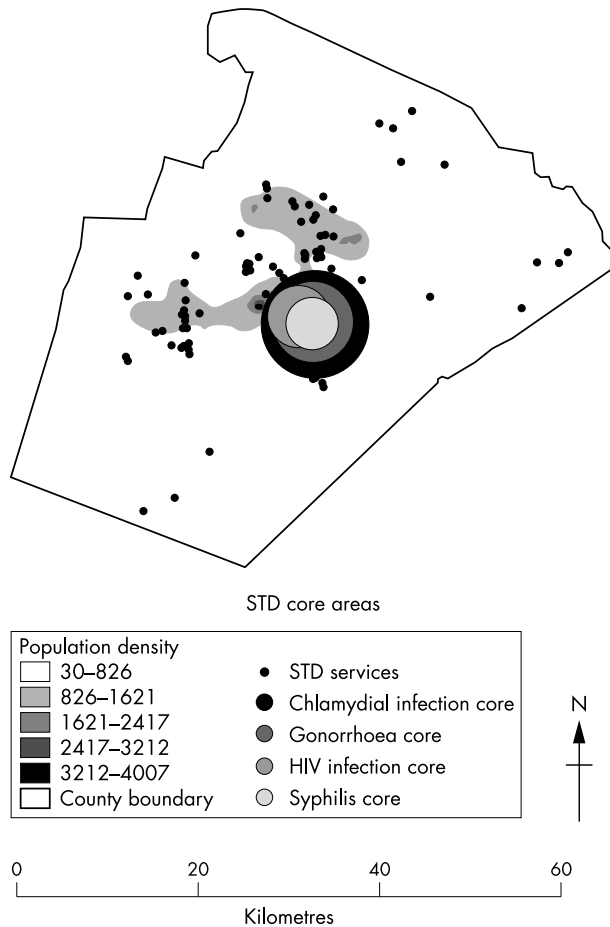 STD core areas
Population density
30–826
826–1621
1621–2417
2417–3212
3212–4007
County boundary
STD services
Chlamydial infection core
Gonorrhoea core
HIV infection core
Syphilis core
N
0 20 40 60
Kilometres